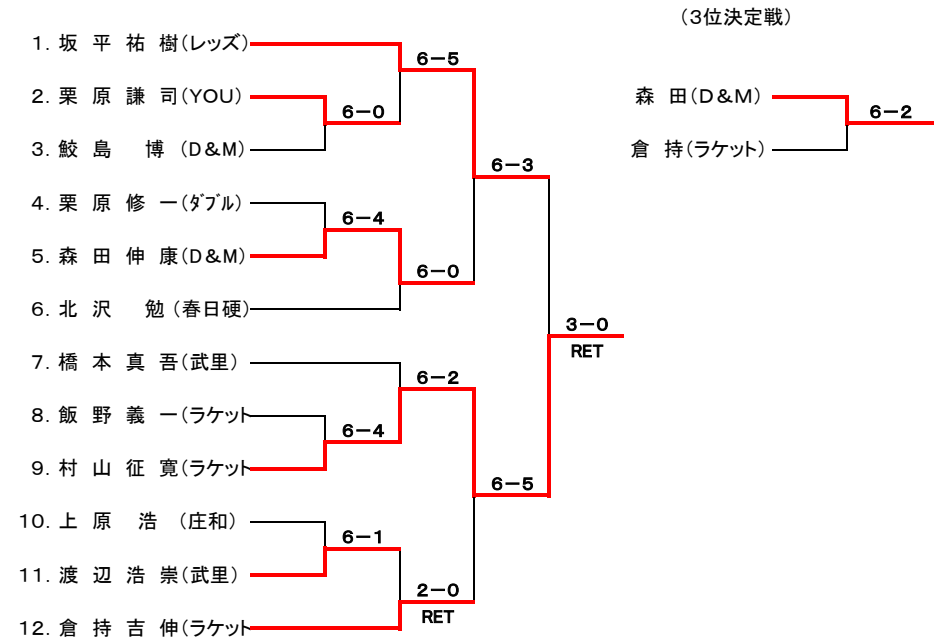 (3位決定戦)
1. 坂 平 祐 樹(レッズ)
6-5
2. 栗 原 謙 司(YOU)
6-0
森 田(D&M)
6-2
3. 鮫 島 博 (D&M)
倉 持(ラケット)
6-3
4. 栗 原 修 一(ダブル)
6-4
5. 森 田 伸 康(D&M)
6-0
6. 北 沢 勉 (春日硬)
3-0
RET
7. 橋 本 真 吾(武里)
6-2
8. 飯 野 義 一(ラケット
6-4
9. 村 山 征 寛(ラケット
6-5
10. 上 原 浩 (庄和)
6-1
11. 渡 辺 浩 崇(武里)
2-0
RET
12. 倉 持 吉 伸(ラケット